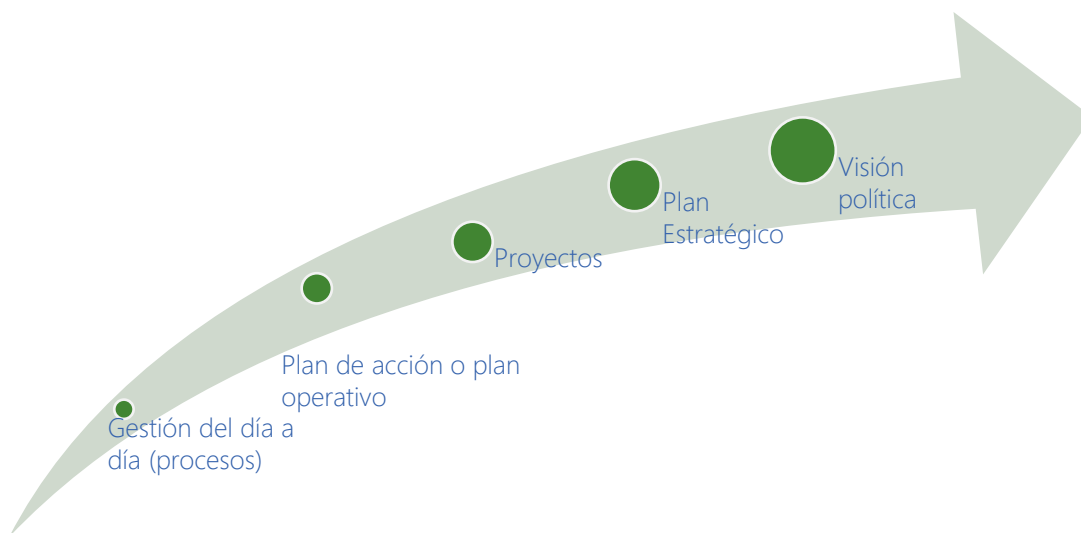 Visión
política
Plan
Estratégico
Proyectos
Plan de acción o plan
operativo
Gestión del día a
día (procesos)